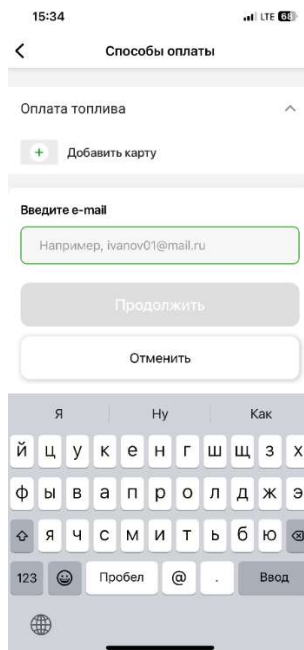 15:34
LTE 68
Способы оплаты
Оплата топлива
+ Добавить карту
Введите e-mail
Например, ivanov01@mail.ru
Продолжить
Отменить
Я Ну Как
й ц у к е н г ш щ з х
ф ы в а п р о л д ж э
я ч с м и т ь б ю
123 Пробел @ . Ввод